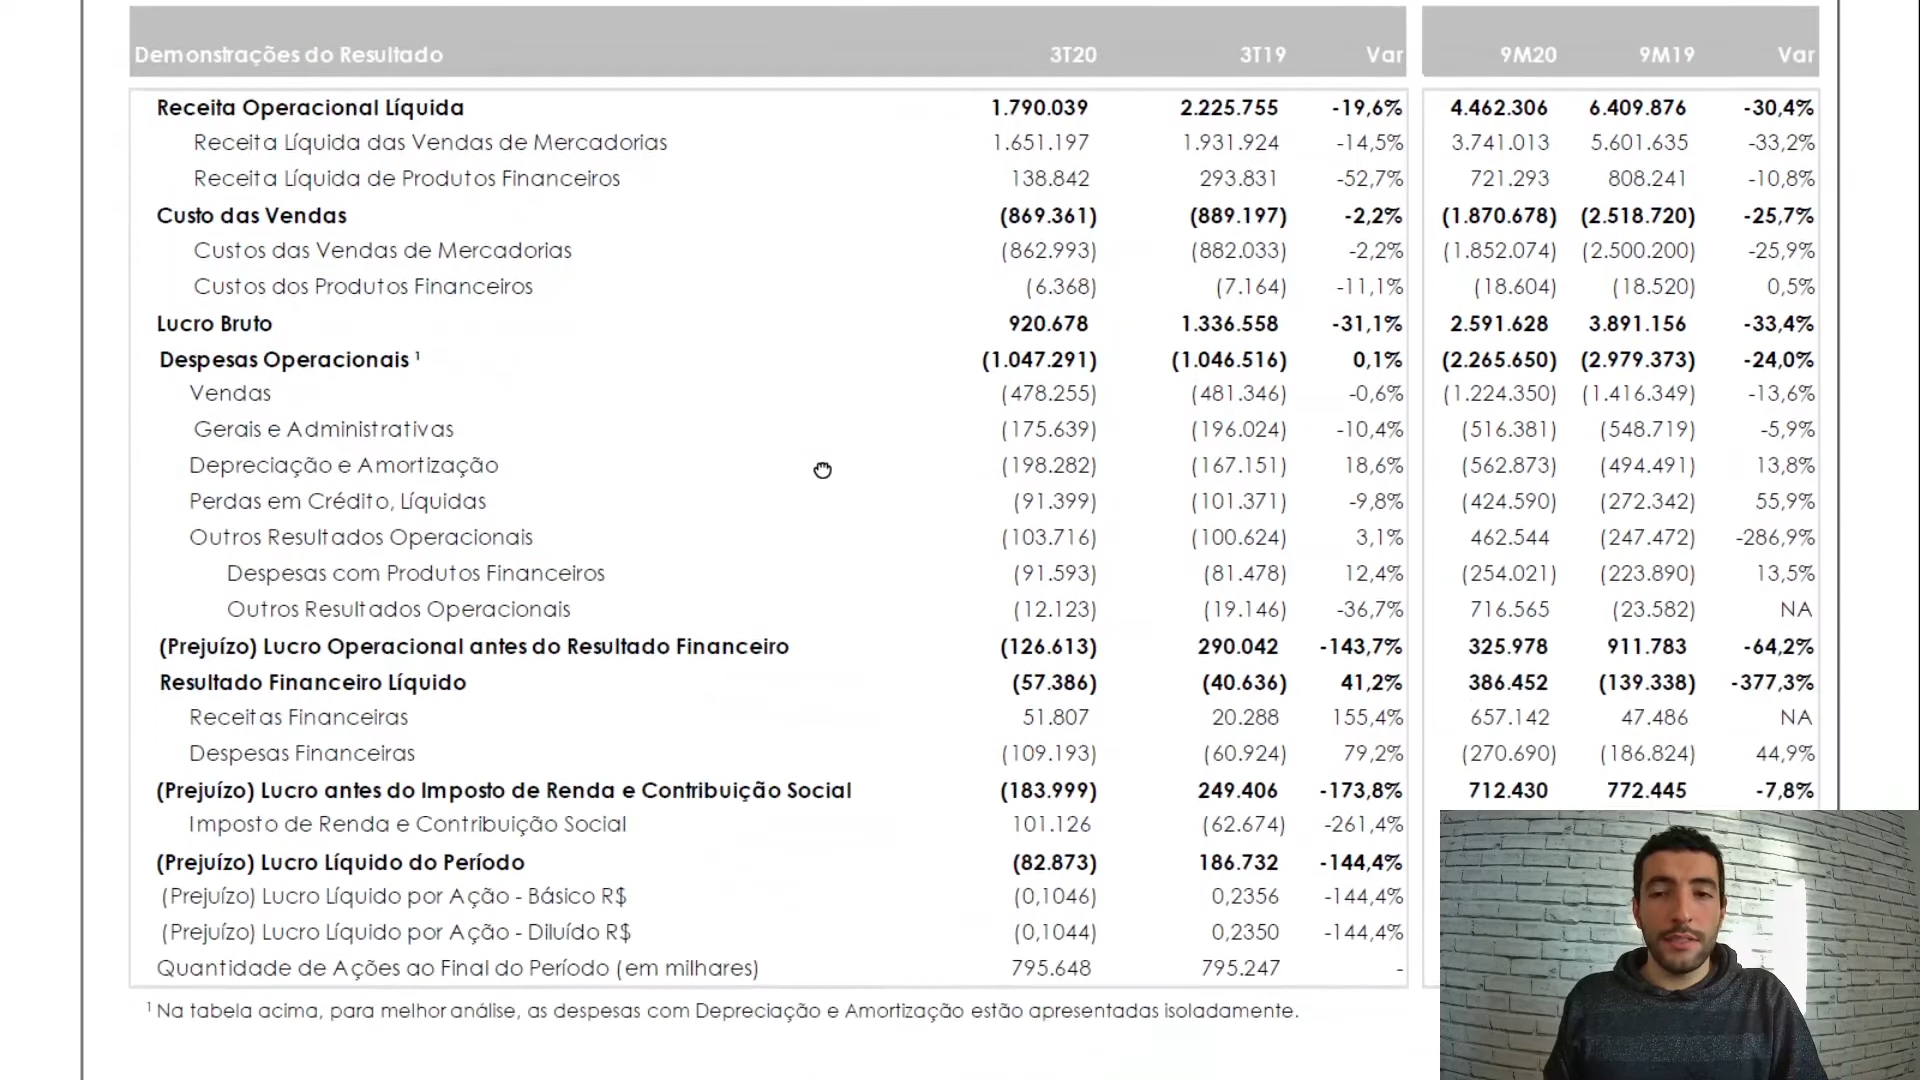 Demonstrações do Resultado 3T20 3T19 Var 9M20 9M19 Var
Receita Operacional Líquida 1.790.039 2.225.755 -19,6% 4.462.306 6.409.876 -30,4%
Receita Líquida das Vendas de Mercadorias 1.651.197 1.931.924 -14,5% 3.741.013 5.601.635 -33,2%
Receita Líquida de Produtos Financeiros 138.842 293.831 -52,7% 721.293 808.241 -10,8%
Custo das Vendas (869.361) (889.197) -2,2% (1.870.678) (2.518.720) -25,7%
Custos das Vendas de Mercadorias (862.993) (882.033) -2,2% (1.852.074) (2.500.200) -25,9%
Custos dos Produtos Financeiros (6.368) (7.164) -11,1% (18.604) (18.520) 0,5%
Lucro Bruto 920.678 1.336.558 -31,1% 2.591.628 3.891.156 -33,4%
Despesas Operacionais ¹ (1.047.291) (1.046.516) 0,1% (2.265.650) (2.979.373) -24,0%
Vendas (478.255) (481.346) -0,6% (1.224.350) (1.416.349) -13,6%
Gerais e Administrativas (175.639) (196.024) -10,4% (516.381) (548.719) -5,9%
Depreciação e Amortização (198.282) (167.151) 18,6% (562.873) (494.491) 13,8%
Perdas em Crédito, Líquidas (91.399) (101.371) -9,8% (424.590) (272.342) 55,9%
Outros Resultados Operacionais (103.716) (100.624) 3,1% 462.544 (247.472) -286,9%
Despesas com Produtos Financeiros (91.593) (81.478) 12,4% (254.021) (223.890) 13,5%
Outros Resultados Operacionais (12.123) (19.146) -36,7% 716.565 (23.582) NA
(Prejuízo) Lucro Operacional antes do Resultado Financeiro (126.613) 290.042 -143,7% 325.978 911.783 -64,2%
Resultado Financeiro Líquido (57.386) (40.636) 41,2% 386.452 (139.338) -377,3%
Receitas Financeiras 51.807 20.288 155,4% 657.142 47.486 NA
Despesas Financeiras (109.193) (60.924) 79,2% (270.690) (186.824) 44,9%
(Prejuízo) Lucro antes do Imposto de Renda e Contribuição Social (183.999) 249.406 -173,8% 712.430 772.445 -7,8%
Imposto de Renda e Contribuição Social 101.126 (62.674) -261,4%
(Prejuízo) Lucro Líquido do Período (82.873) 186.732 -144,4%
(Prejuízo) Lucro Líquido por Ação - Básico R$ (0,1046) 0,2356 -144,4%
(Prejuízo) Lucro Líquido por Ação - Diluído R$ (0,1044) 0,2350 -144,4%
Quantidade de Ações ao Final do Período (em milhares) 795.648 795.247 -
¹ Na tabela acima, para melhor análise, as despesas com Depreciação e Amortização estão apresentadas isoladamente.